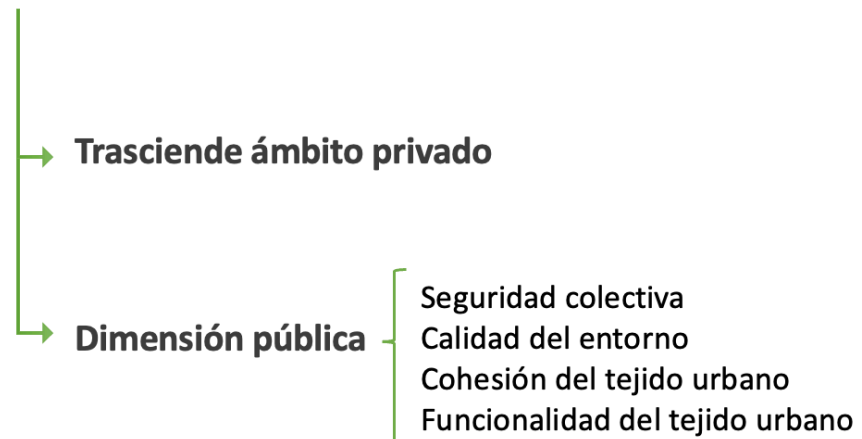 Trasciende ámbito privado
Dimensión pública
Seguridad colectiva
Calidad del entorno
Cohesión del tejido urbano
Funcionalidad del tejido urbano